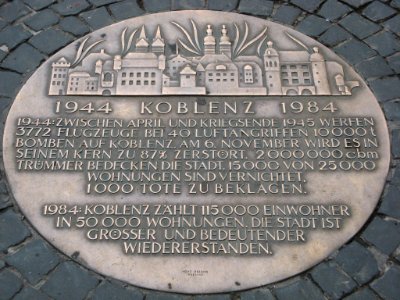 1944 KOBLENZ 1984
1944: ZWISCHEN APRIL UND KRIEGSENDE 1945 WERFEN
3772 FLUGZEUGE BEI 40 LUFTANGRIFFEN 10000 t
BOMBEN AUF KOBLENZ. AM 6. NOVEMBER WIRD ES IN
SEINEM KERN ZU 87% ZERSTÖRT. 2000000 cbm
TRÜMMER BEDECKEN DIE STADT. 15000 VON 25000
WOHNUNGEN SIND VERNICHTET,
1000 TOTE ZU BEKLAGEN.
1984: KOBLENZ ZÄHLT 115000 EINWOHNER
IN 50000 WOHNUNGEN. DIE STADT IST
GRÖSSER UND BEDEUTENDER
WIEDERERSTANDEN.